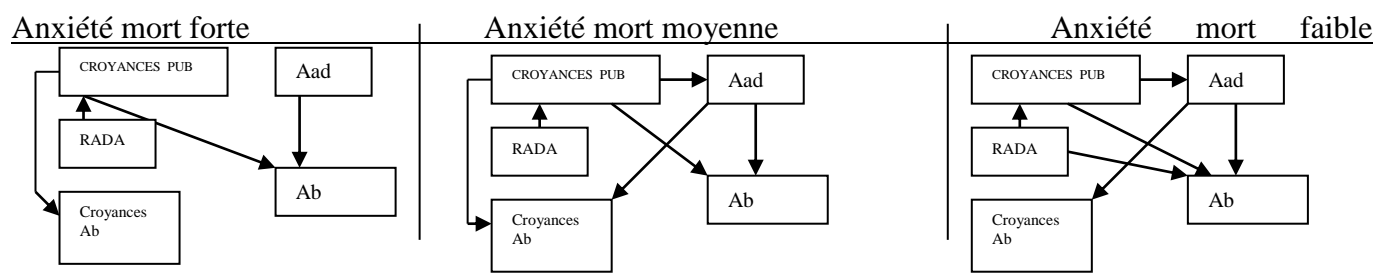 Anxiété mort forte
CROYANCES PUB
Aad
RADA
Ab
Croyances
Ab
Anxiété mort moyenne
CROYANCES PUB
Aad
RADA
Ab
Croyances
Ab
Anxiété mort faible
CROYANCES PUB
Aad
RADA
Ab
Croyances
Ab